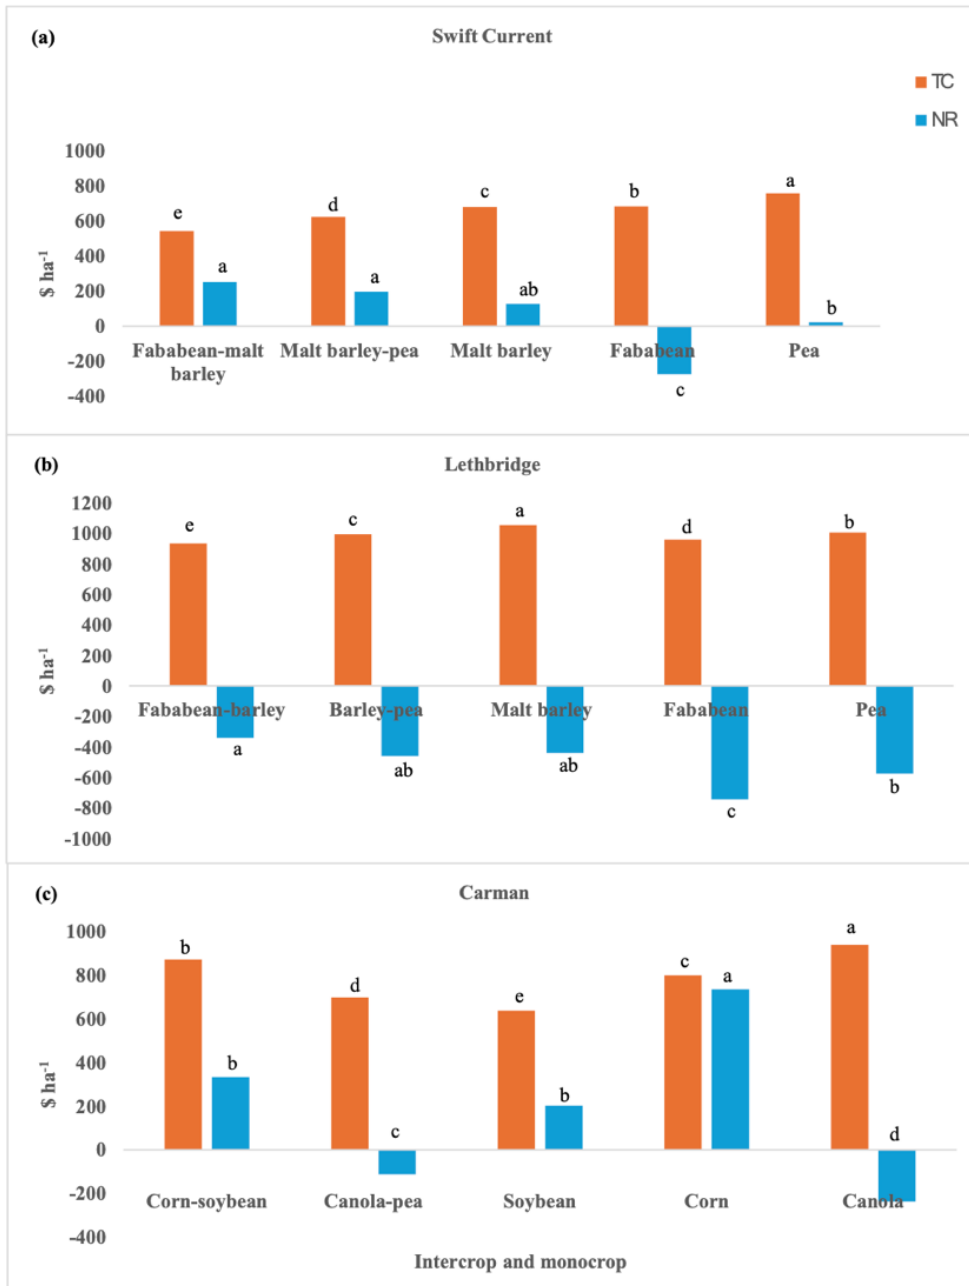 (a)
Swift Current
TC
NR
1000
800
600
400
200
0
-200
-400
$ ha⁻¹
e
a
d
a
c
ab
b
c
a
b
Fababean-malt
barley
Malt barley-pea
Malt barley
Fababean
Pea
(b)
Lethbridge
1200
1000
800
600
400
200
0
-200
-400
-600
-800
-1000
$ ha⁻¹
e
a
c
ab
a
ab
d
c
b
b
Fababean-barley
Barley-pea
Malt barley
Fababean
Pea
(c)
Carman
1000
800
600
400
200
0
-200
-400
$ ha⁻¹
b
b
d
c
e
b
c
a
a
d
Corn-soybean
Canola-pea
Soybean
Corn
Canola
Intercrop and monocrop